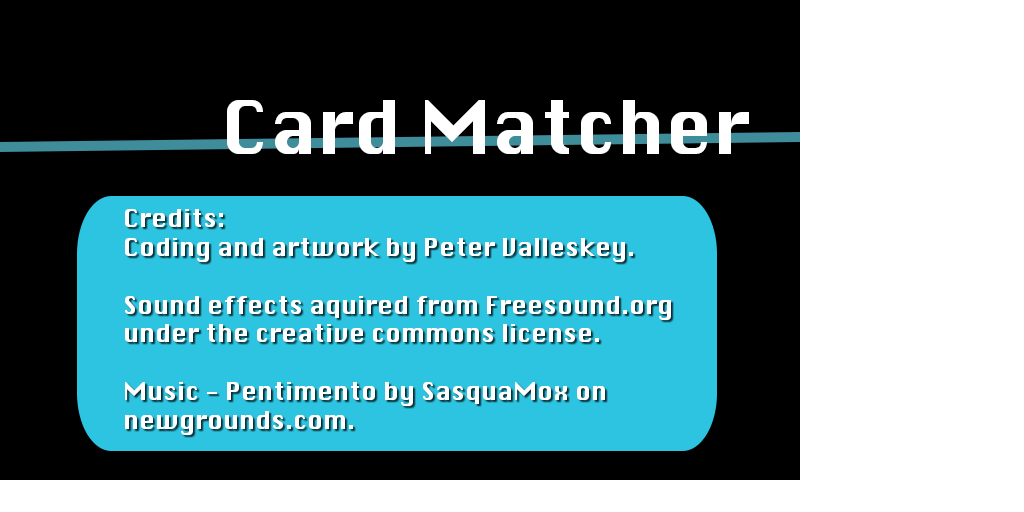 Card Matcher
Credits:
Coding and artwork by Peter Valleskey.
Sound effects aquired from Freesound.org
under the creative commons license.
Music - Pentimento by SasquaMox on
newgrounds.com.